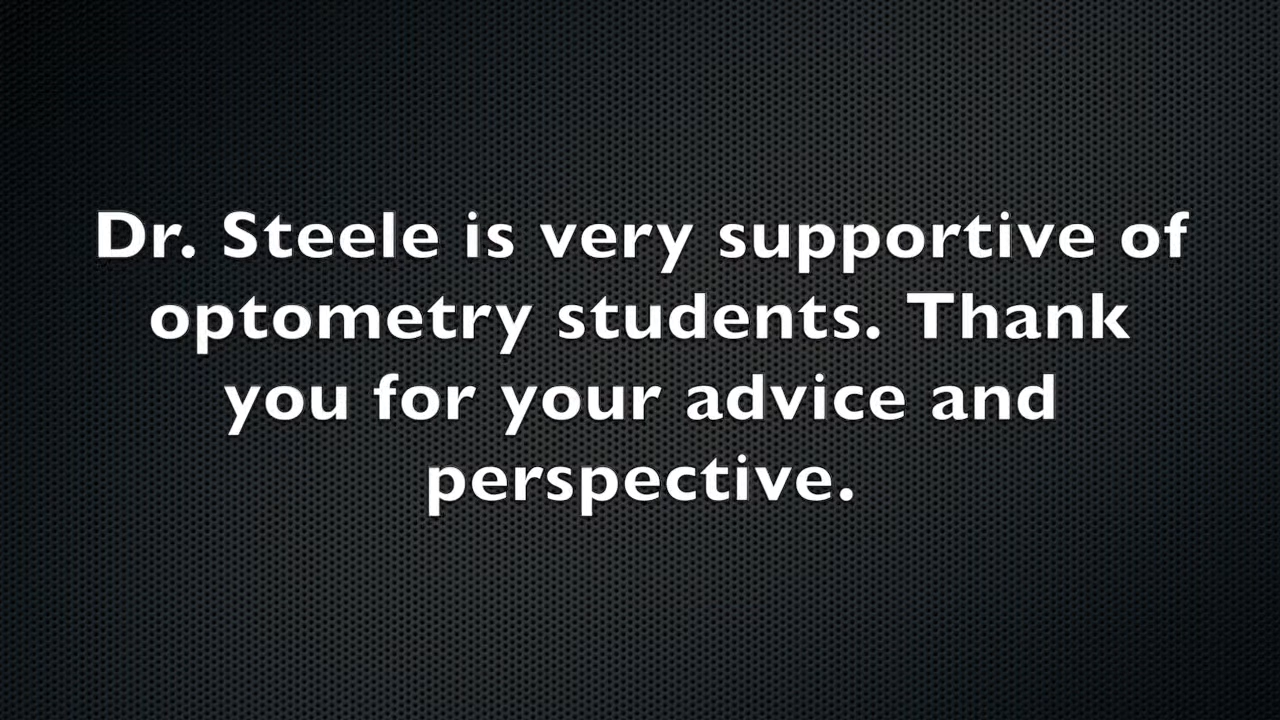 Dr. Steele is very supportive of
optometry students. Thank
you for your advice and
perspective.